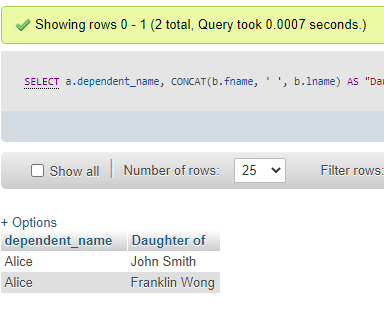 Showing rows 0 - 1 (2 total, Query took 0.0007 seconds.)
SELECT a.dependent_name, CONCAT(b.fname, ' ', b.lname) AS "Dau
Show all Number of rows: 25 Filter rows:
+ Options
dependent_name Daughter of
Alice John Smith
Alice Franklin Wong